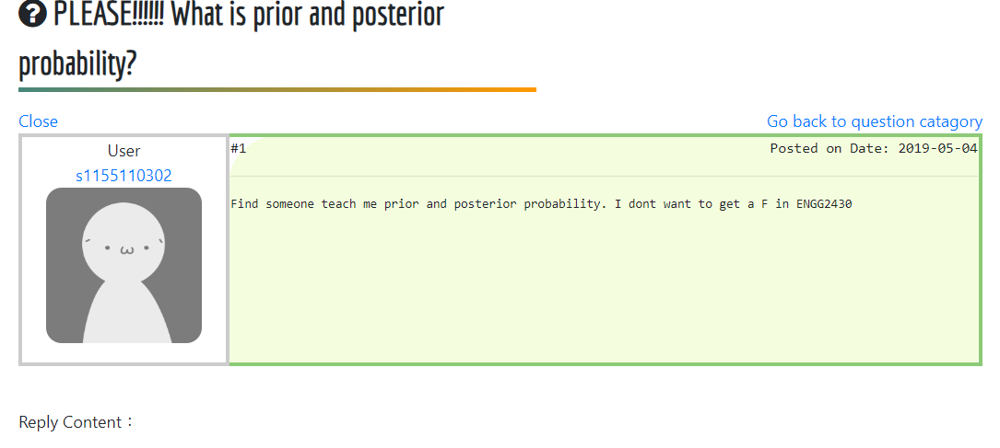 PLEASE!!!!!! What is prior and posterior
probability?
Close
Go back to question catagory
User
s1155110302
#1
Posted on Date: 2019-05-04
Find someone teach me prior and posterior probability. I dont want to get a F in ENGG2430
Reply Content：